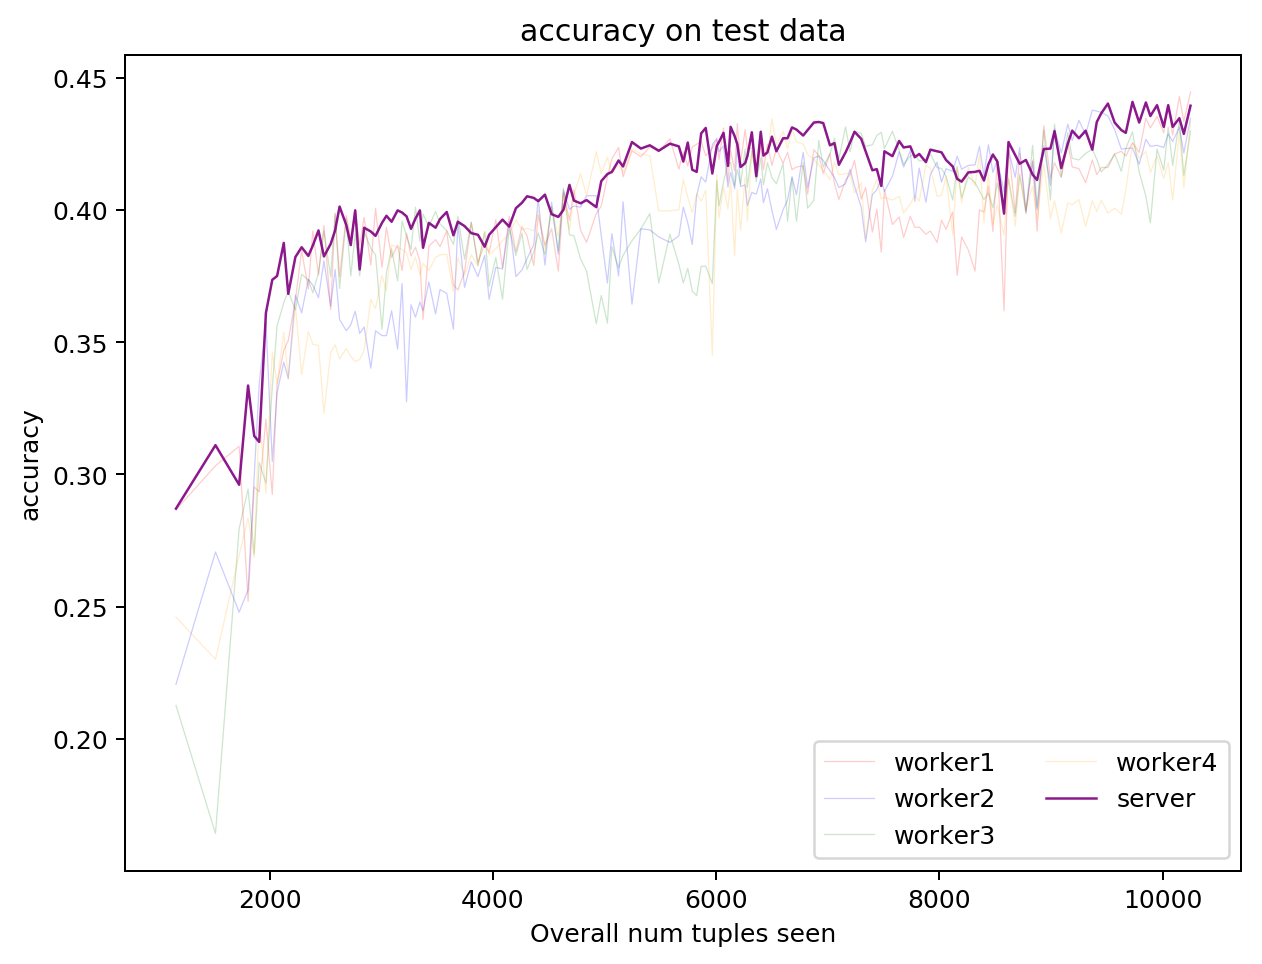 accuracy on test data
0.45
0.40
0.35
0.30
0.25
0.20
accuracy
2000 4000 6000 8000 10000
Overall num tuples seen
worker1 worker4
worker2 server
worker3